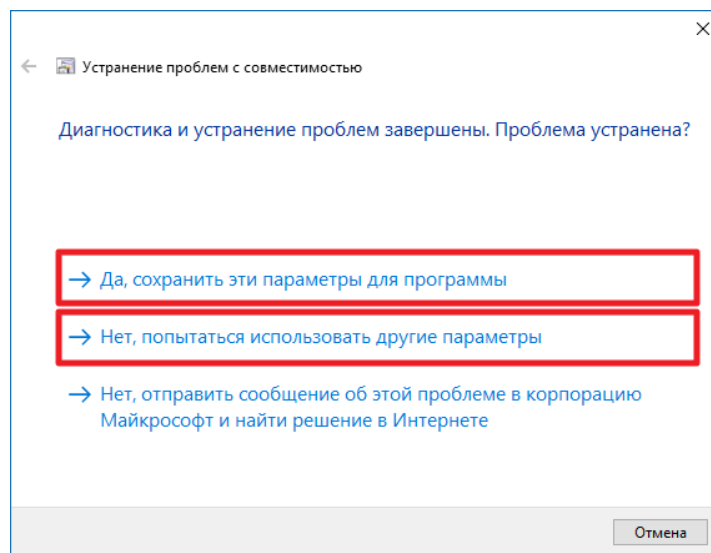 Устранение проблем с совместимостью
Диагностика и устранение проблем завершены. Проблема устранена?
Да, сохранить эти параметры для программы
Нет, попытаться использовать другие параметры
Нет, отправить сообщение об этой проблеме в корпорацию
Майкрософт и найти решение в Интернете
Отмена